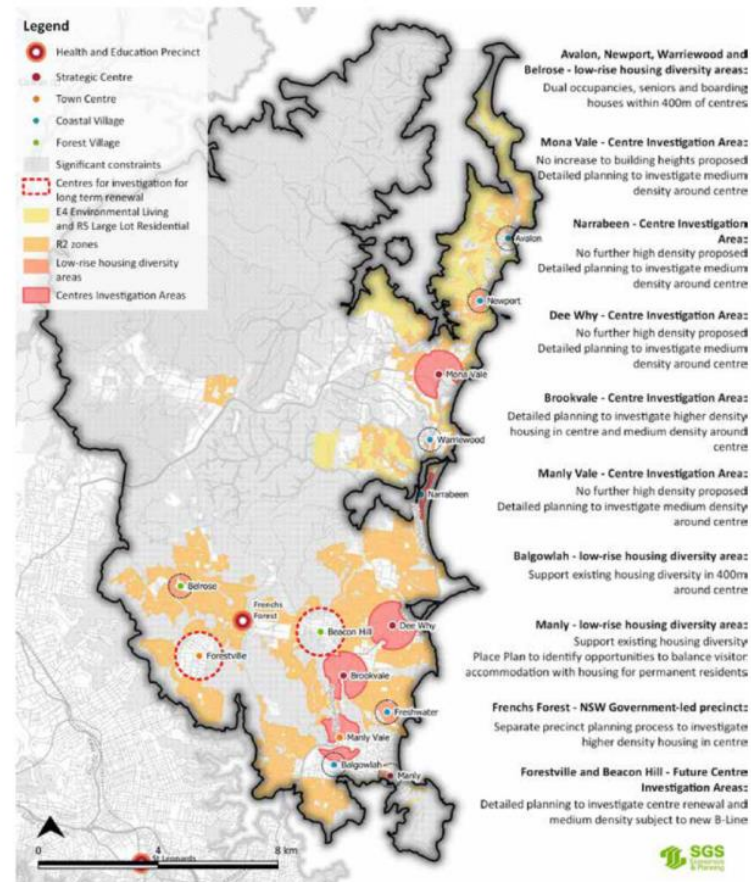 Legend
Health and Education Precinct
Strategic Centre
Town Centre
Coastal Village
Forest Village
Significant constraints
Centres for investigation for
long term renewal
E4 Environmental Living
and R5 Large Lot Residential
R2 zones
Low-rise housing diversity
areas
Centres Investigation Areas
Avalon, Newport, Warriewood and
Belrose - low-rise housing diversity areas:
Dual occupancies, seniors and boarding
houses within 400m of centres
Mona Vale - Centre Investigation Area:
No increase to building heights proposed
Detailed planning to investigate medium
density around centre
Narrabeen - Centre Investigation
Area:
No further high density proposed
Detailed planning to investigate medium
density around centre
Dee Why - Centre Investigation Area:
No further high density proposed
Detailed planning to investigate medium
density around centre
Brookvale - Centre Investigation Area:
Detailed planning to investigate higher density
housing in centre and medium density around
centre
Manly Vale - Centre Investigation Area:
No further high density proposed
Detailed planning to investigate medium density
around centre
Balgowlah - low-rise housing diversity area:
Support existing housing diversity in 400m
around centre
Manly - low-rise housing diversity area:
Support existing housing diversity
Place Plan to identify opportunities to balance visitor
accommodation with housing for permanent residents
Frenchs Forest - NSW Government-led precinct:
Separate precinct planning process to investigate
higher density housing in centre
Forestville and Beacon Hill - Future Centre
Investigation Areas:
Detailed planning to investigate centre renewal and
medium density subject to new B-Line
Avalon
Newport
Mona Vale
Warriewood
Narrabeen
Belrose
Frenchs
Forest
Beacon Hill
Dee Why
Forestville
Brookvale
Freshwater
Manly Vale
Balgowlah
Manly
St Leonards
0 4 8 km
SGS
Economics
& Planning